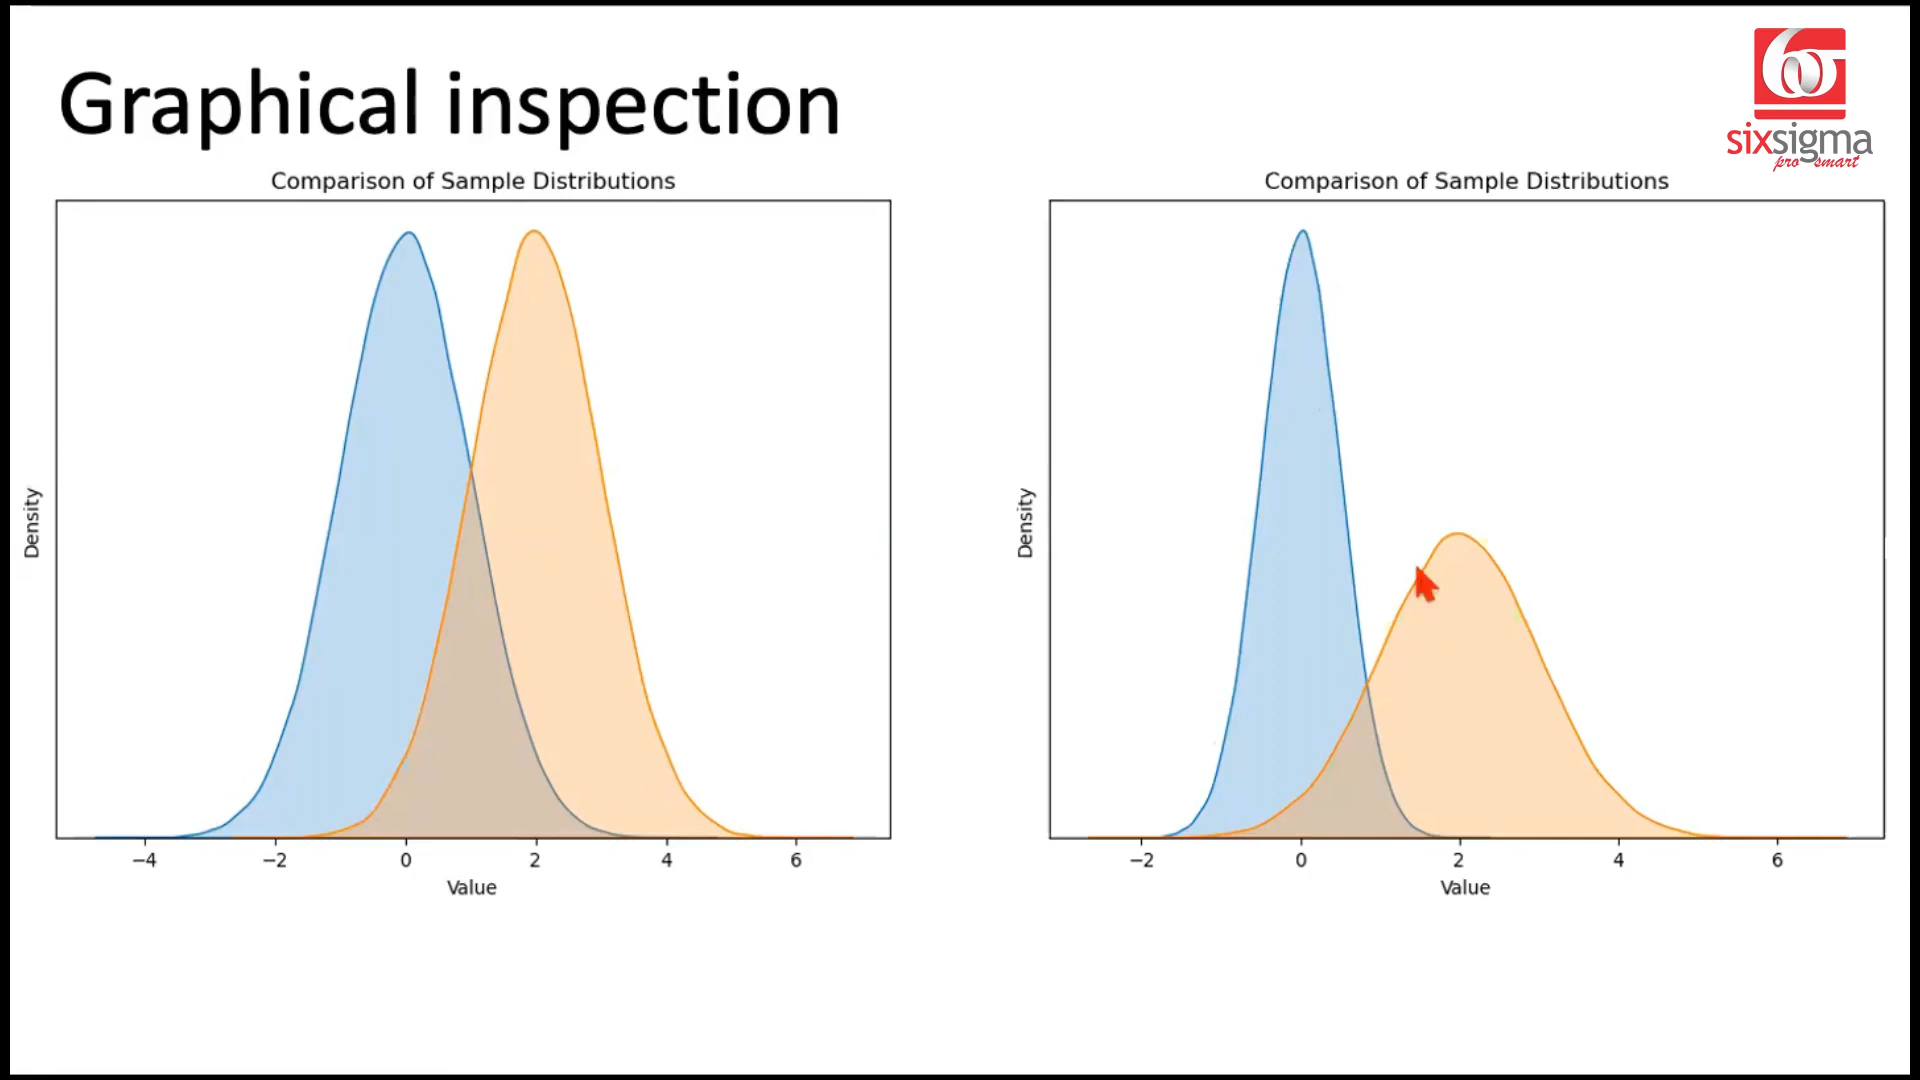 Graphical inspection
sixsigma
pro smart
Comparison of Sample Distributions
Density
−4 −2 0 2 4 6
Value
Comparison of Sample Distributions
Density
−2 0 2 4 6
Value